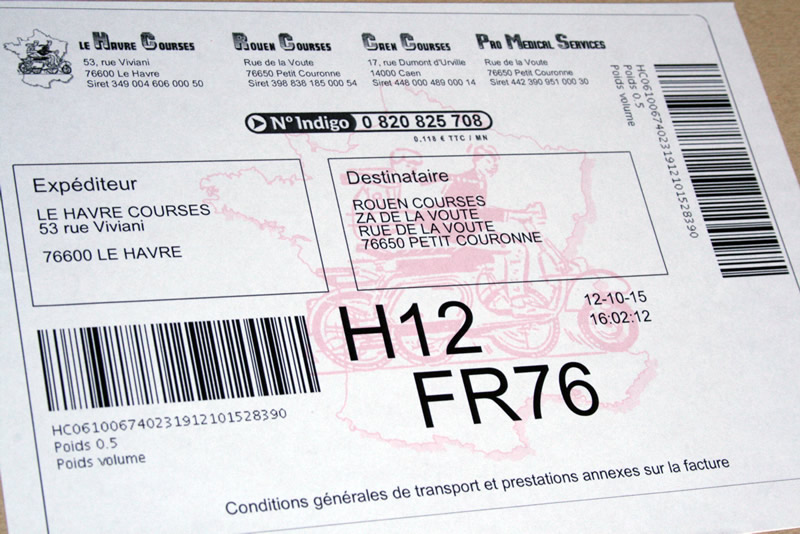 LE HAVRE COURSES
53, rue Viviani
76600 Le Havre
Siret 349 004 606 000 50
ROUEN COURSES
Rue de la Voute
76650 Petit Couronne
Siret 398 838 185 000 54
CAEN COURSES
17, rue Dumont d'Urville
14000 Caen
Siret 448 000 489 000 14
PRO MEDICAL SERVICES
Rue de la Voute
76650 Petit Couronne
Siret 442 390 951 000 30
N° Indigo 0 820 825 708
0.118 € TTC / MN
HC061006740231912101528390
Poids 0.5
Poids volume
Expéditeur
LE HAVRE COURSES
53 rue Viviani
76600 LE HAVRE
Destinataire
ROUEN COURSES
ZA DE LA VOUTE
RUE DE LA VOUTE
76650 PETIT COURONNE
12-10-15
16:02:12
H12
FR76
HC061006740231912101528390
Poids 0.5
Poids volume
Conditions générales de transport et prestations annexes sur la facture